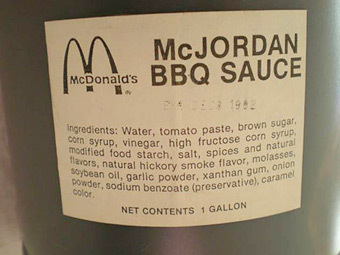 McDonald's
McJORDAN
BBQ SAUCE
1992
Ingredients: Water, tomato paste, brown sugar,
corn syrup, vinegar, high fructose corn syrup,
modified food starch, salt, spices and natural
flavors, natural hickory smoke flavor, molasses,
soybean oil, garlic powder, xanthan gum, onion
powder, sodium benzoate (preservative), caramel
color.
NET CONTENTS 1 GALLON